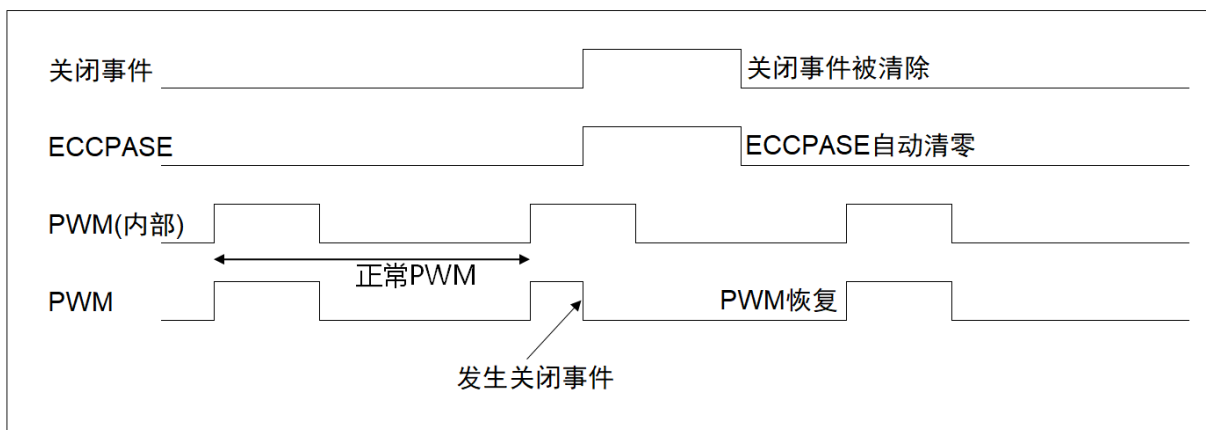 关闭事件
关闭事件被清除
ECCPASE
ECCPASE自动清零
PWM(内部)
正常PWM
PWM
PWM恢复
发生关闭事件